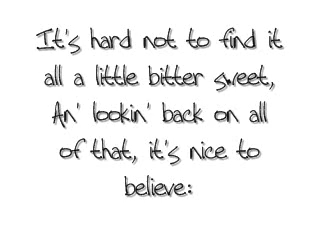 It's hard not to find it
all a little bitter sweet,
An' lookin' back on all
of that, it's nice to
believe: